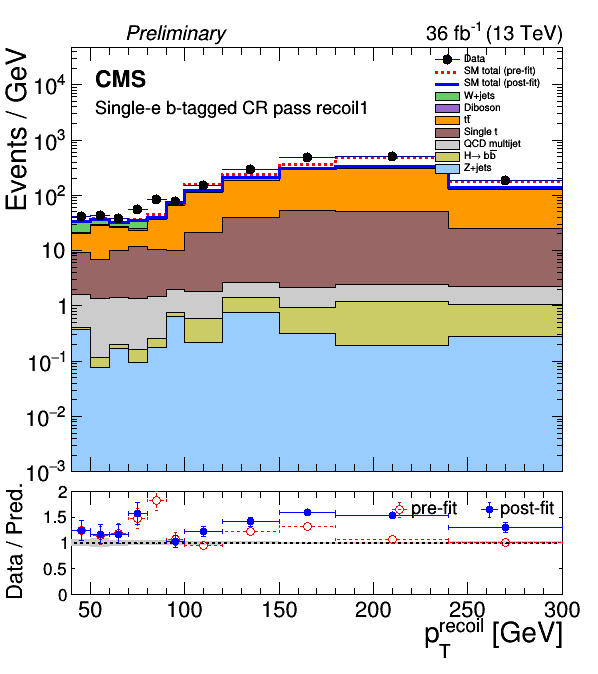 Preliminary 36 fb⁻¹ (13 TeV)
CMS
Single-e b-tagged CR pass recoil1
Data
SM total (pre-fit)
SM total (post-fit)
W+jets
Diboson
tt̅
Single t
QCD multijet
H→ bb̅
Z+jets
Events / GeV
10⁴
10³
10²
10
1
10⁻¹
10⁻²
10⁻³
pre-fit post-fit
Data / Pred.
2
1.5
1
0.5
0
50 100 150 200 250 300
p_T^recoil [GeV]